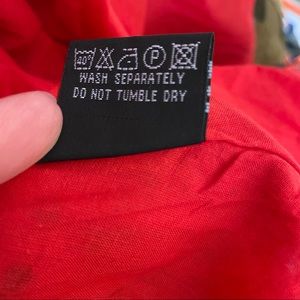 40°
P
WASH SEPARATELY
DO NOT TUMBLE DRY